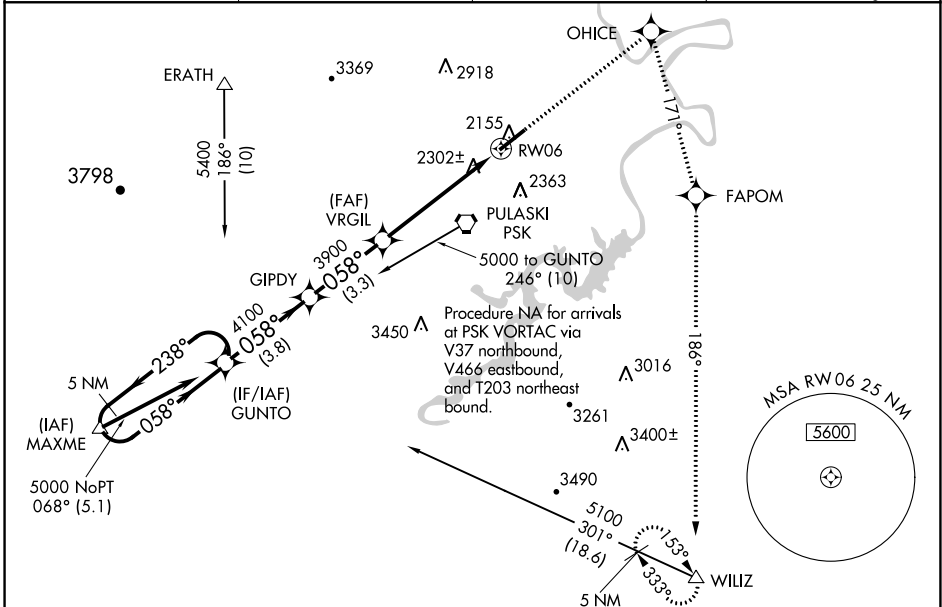 OHICE
3369
2918
ERATH
5400
186°
(10)
2155
RW06
2302±
171°
3798
2363
FAPOM
(FAF)
VRGIL
PULASKI
PSK
3900
058°
(3.3)
5000 to GUNTO
246° (10)
GIPDY
4100
058°
(3.8)
Procedure NA for arrivals
at PSK VORTAC via
V37 northbound,
V466 eastbound,
and T203 northeast
bound.
3450
186°
238°
5 NM
058°
(IF/IAF)
GUNTO
3016
(IAF)
MAXME
3261
MSA RW06 25 NM
5600
3400±
5000 NoPT
068° (5.1)
3490
5100
301°
(18.6)
153°
333°
WILIZ
5 NM